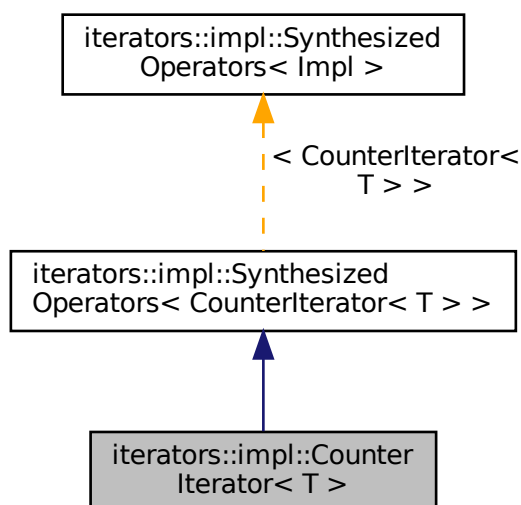 iterators::impl::Synthesized
Operators< Impl >
< CounterIterator<
T > >
iterators::impl::Synthesized
Operators< CounterIterator< T > >
iterators::impl::Counter
Iterator< T >